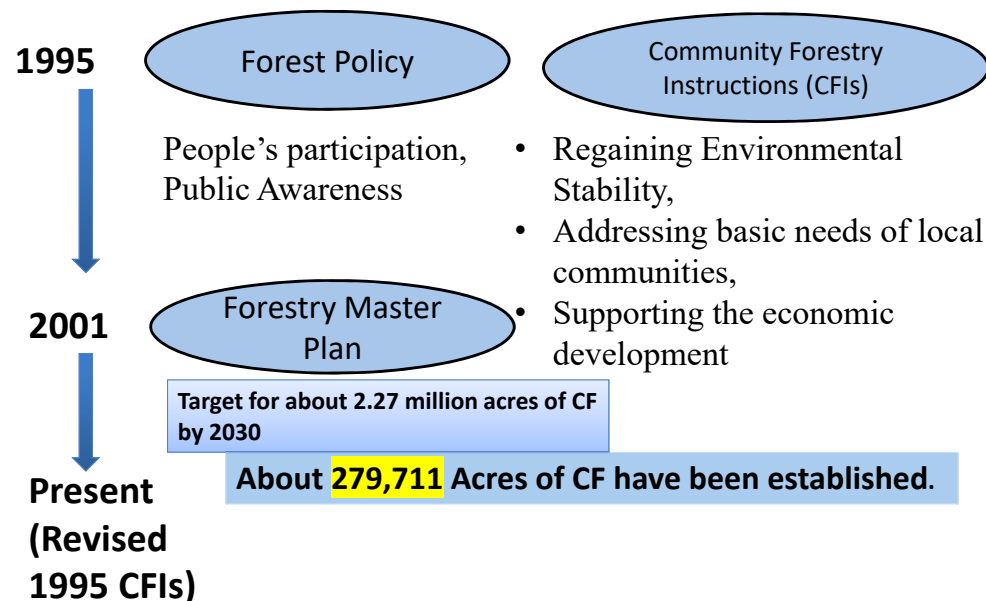 1995
Forest Policy
Community Forestry
Instructions (CFIs)
People’s participation,
Public Awareness
• Regaining Environmental
Stability,
• Addressing basic needs of local
communities,
• Supporting the economic
development
2001
Forestry Master
Plan
Target for about 2.27 million acres of CF
by 2030
About 279,711 Acres of CF have been established.
Present
(Revised
1995 CFIs)